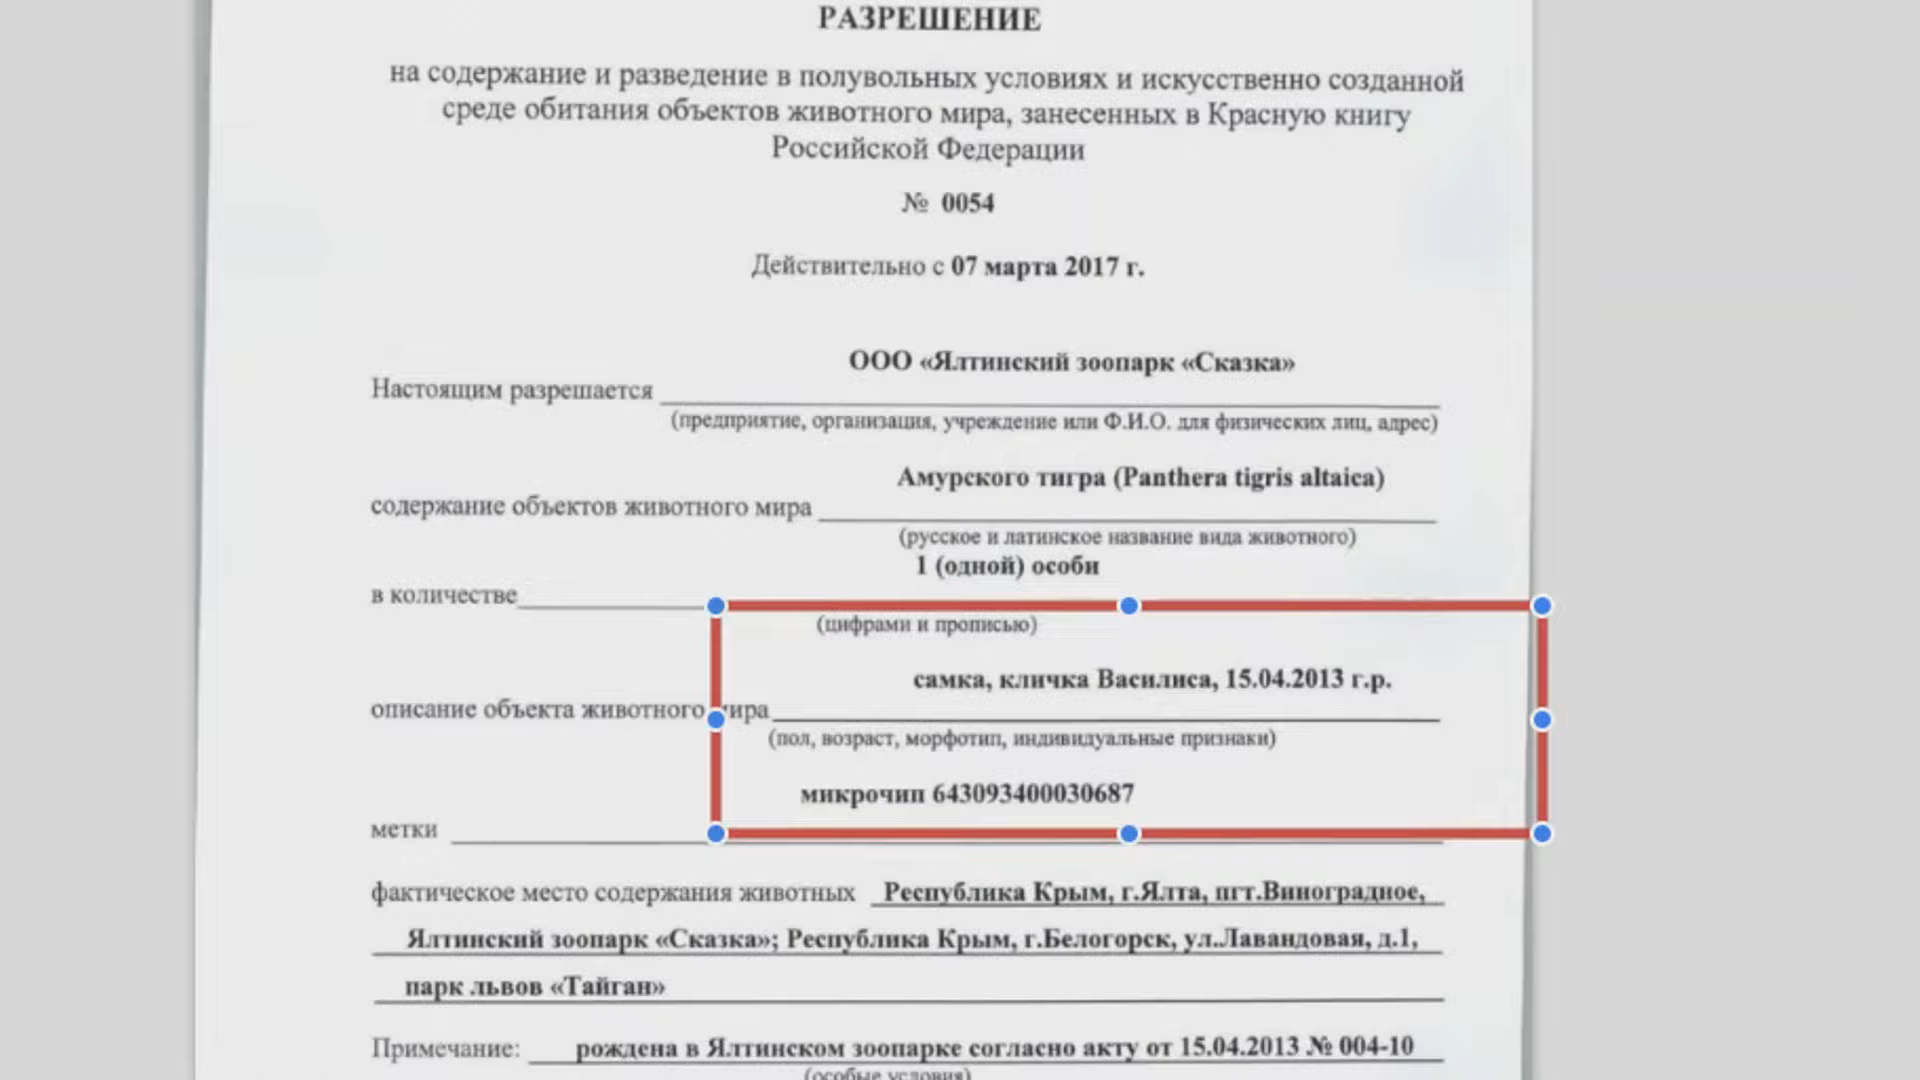 РАЗРЕШЕНИЕ
на содержание и разведение в полувольных условиях и искусственно созданной
среде обитания объектов животного мира, занесенных в Красную книгу
Российской Федерации
№ 0054
Действительно с 07 марта 2017 г.
ООО «Ялтинский зоопарк «Сказка»
Настоящим разрешается
(предприятие, организация, учреждение или Ф.И.О. для физических лиц, адрес)
Амурского тигра (Panthera tigris altaica)
содержание объектов животного мира
(русское и латинское название вида животного)
1 (одной) особи
в количестве
(цифрами и прописью)
самка, кличка Василиса, 15.04.2013 г.р.
описание объекта животного мира
(пол, возраст, морфотип, индивидуальные признаки)
микрочип 643093400030687
метки
фактическое место содержания животных Республика Крым, г.Ялта, пгт.Виноградное,
Ялтинский зоопарк «Сказка»; Республика Крым, г.Белогорск, ул.Лавандовая, д.1,
парк львов «Тайган»
Примечание: рождена в Ялтинском зоопарке согласно акту от 15.04.2013 № 004-10
(особые условия)